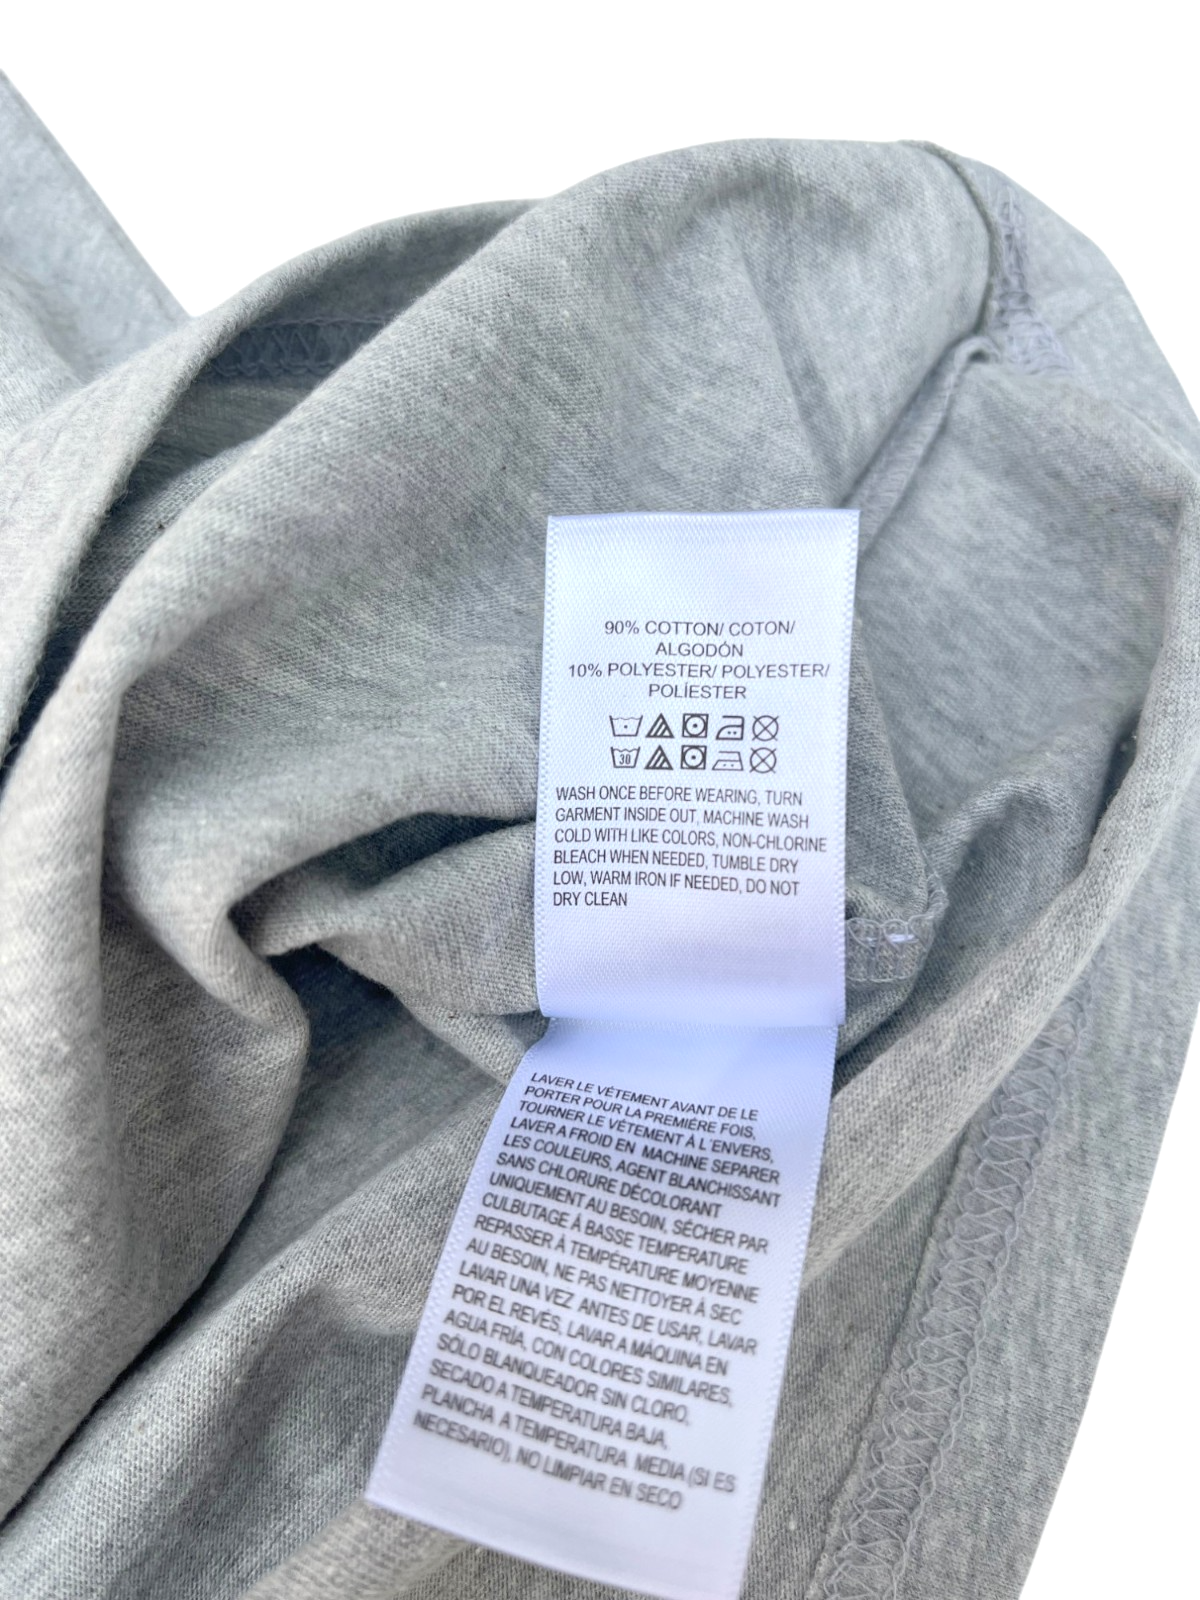 90% COTTON/ COTON/
ALGODÓN
10% POLYESTER/ POLYESTER/
POLÍESTER
30
WASH ONCE BEFORE WEARING, TURN
GARMENT INSIDE OUT, MACHINE WASH
COLD WITH LIKE COLORS, NON-CHLORINE
BLEACH WHEN NEEDED, TUMBLE DRY
LOW, WARM IRON IF NEEDED, DO NOT
DRY CLEAN
LAVER LE VÉTEMENT AVANT DE LE
PORTER POUR LA PREMIÈRE FOIS,
TOURNER LE VÉTEMENT À L'ENVERS,
LAVER A FROID EN MACHINE SEPARER
LES COULEURS, AGENT BLANCHISSANT
SANS CHLORURE DÉCOLORANT
UNIQUEMENT AU BESOIN, SÉCHER PAR
CULBUTAGE À BASSE TEMPERATURE
REPASSER À TEMPÉRATURE MOYENNE
AU BESOIN, NE PAS NETTOYER À SEC
LAVAR UNA VEZ ANTES DE USAR, LAVAR
POR EL REVÉS, LAVAR A MÁQUINA EN
AGUA FRÍA, CON COLORES SIMILARES,
SÓLO BLANQUEADOR SIN CLORO,
SECADO A TEMPERATURA BAJA,
PLANCHA A TEMPERATURA MEDIA (SI ES
NECESARIO), NO LIMPIAR EN SECO